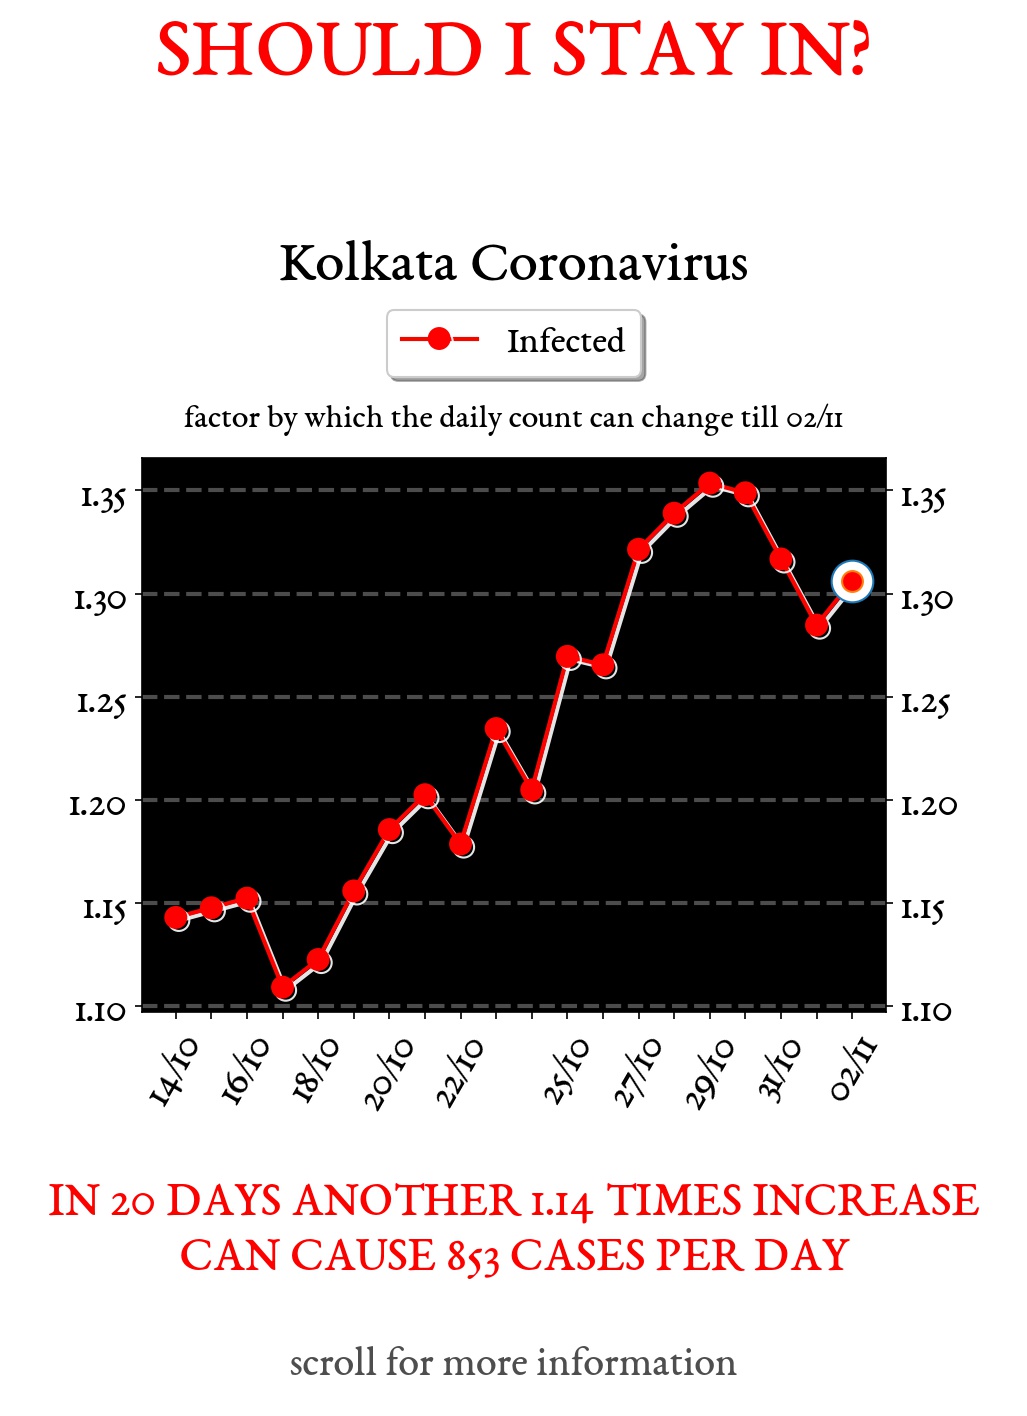 SHOULD I STAY IN?
Kolkata Coronavirus
Infected
factor by which the daily count can change till 02/11
1.35 1.35
1.30 1.30
1.25 1.25
1.20 1.20
1.15 1.15
1.10 1.10
14/10 16/10 18/10 20/10 22/10 25/10 27/10 29/10 31/10 02/11
IN 20 DAYS ANOTHER 1.14 TIMES INCREASE
CAN CAUSE 853 CASES PER DAY
scroll for more information